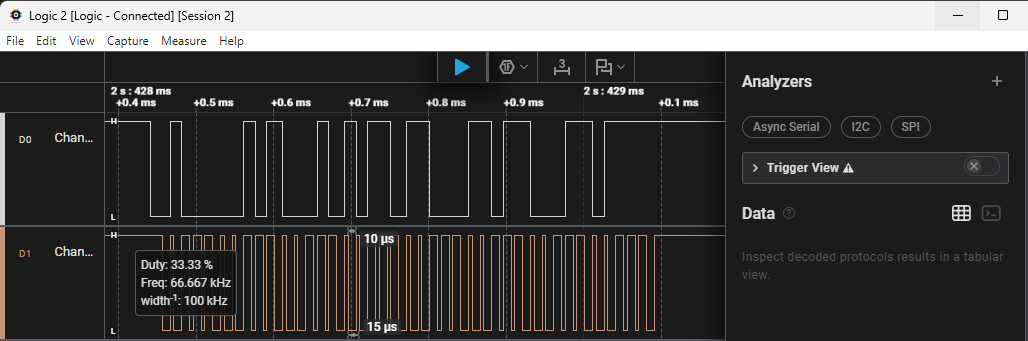 Logic 2 [Logic - Connected] [Session 2]
File Edit View Capture Measure Help
1F 3
2 s : 428 ms 2 s : 429 ms
+0.4 ms +0.5 ms +0.6 ms +0.7 ms +0.8 ms +0.9 ms +0.1 ms
H
D0 Chan...
L
H
D1 Chan...
10 µs
Duty: 33.33 %
Freq: 66.667 kHz
width-1: 100 kHz
15 µs
L
Analyzers +
Async Serial I2C SPI
Trigger View
Data
Inspect decoded protocols results in a tabular
view.